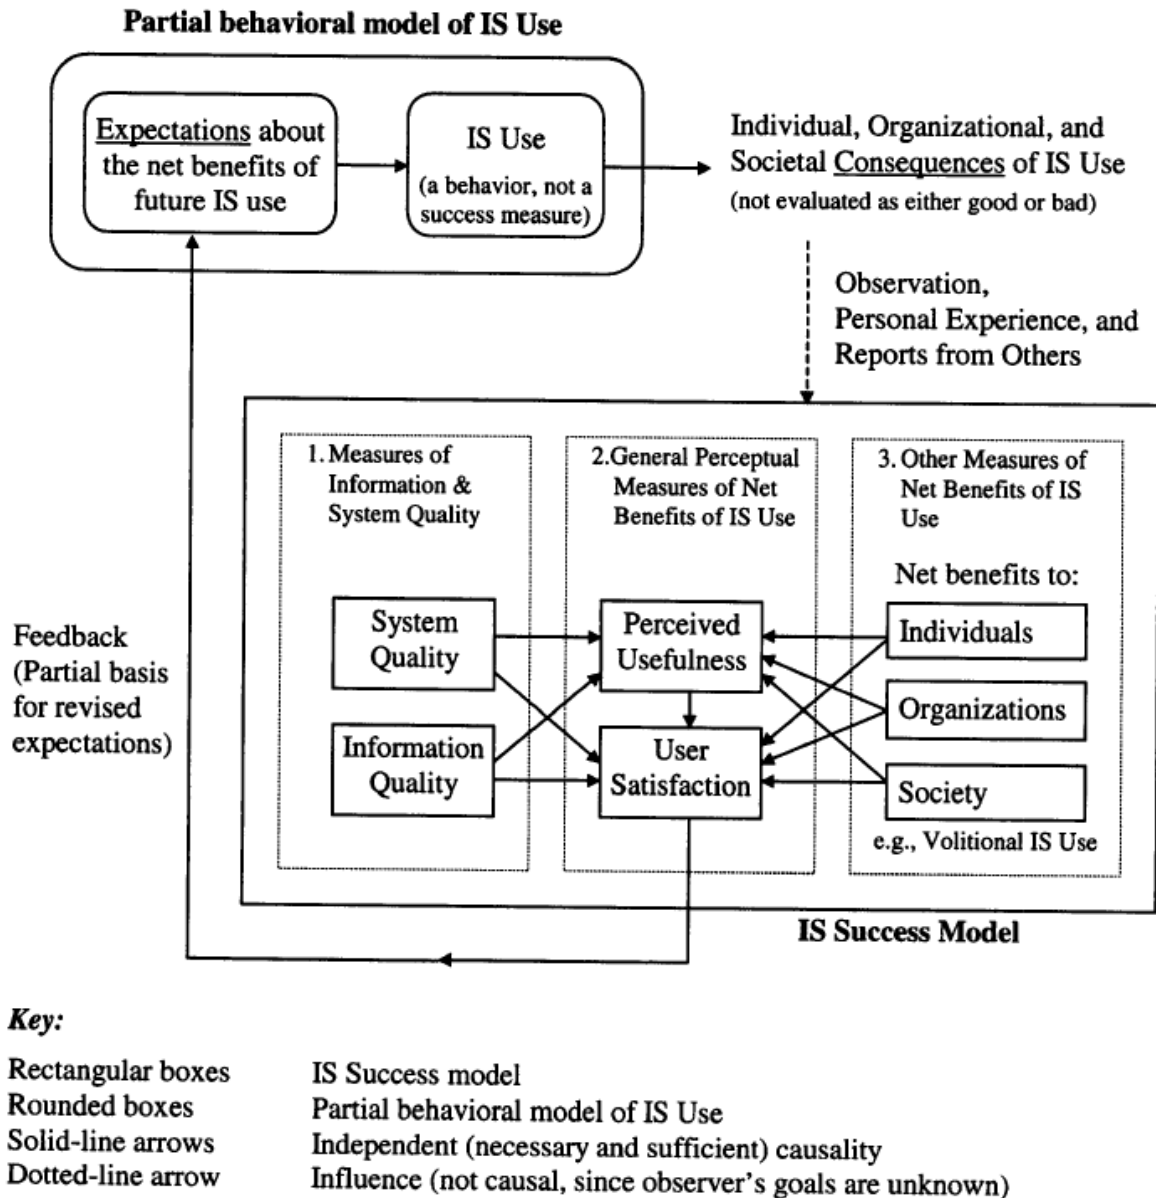 Partial behavioral model of IS Use
Expectations about
the net benefits of
future IS use
IS Use
(a behavior, not a
success measure)
Individual, Organizational, and
Societal Consequences of IS Use
(not evaluated as either good or bad)
Observation,
Personal Experience, and
Reports from Others
1. Measures of
Information &
System Quality
2.General Perceptual
Measures of Net
Benefits of IS Use
3. Other Measures of
Net Benefits of IS
Use
Net benefits to:
System
Quality
Perceived
Usefulness
Individuals
Feedback
(Partial basis
for revised
expectations)
Information
Quality
User
Satisfaction
Organizations
Society
e.g., Volitional IS Use
IS Success Model
Key:
Rectangular boxes IS Success model
Rounded boxes Partial behavioral model of IS Use
Solid-line arrows Independent (necessary and sufficient) causality
Dotted-line arrow Influence (not causal, since observer's goals are unknown)